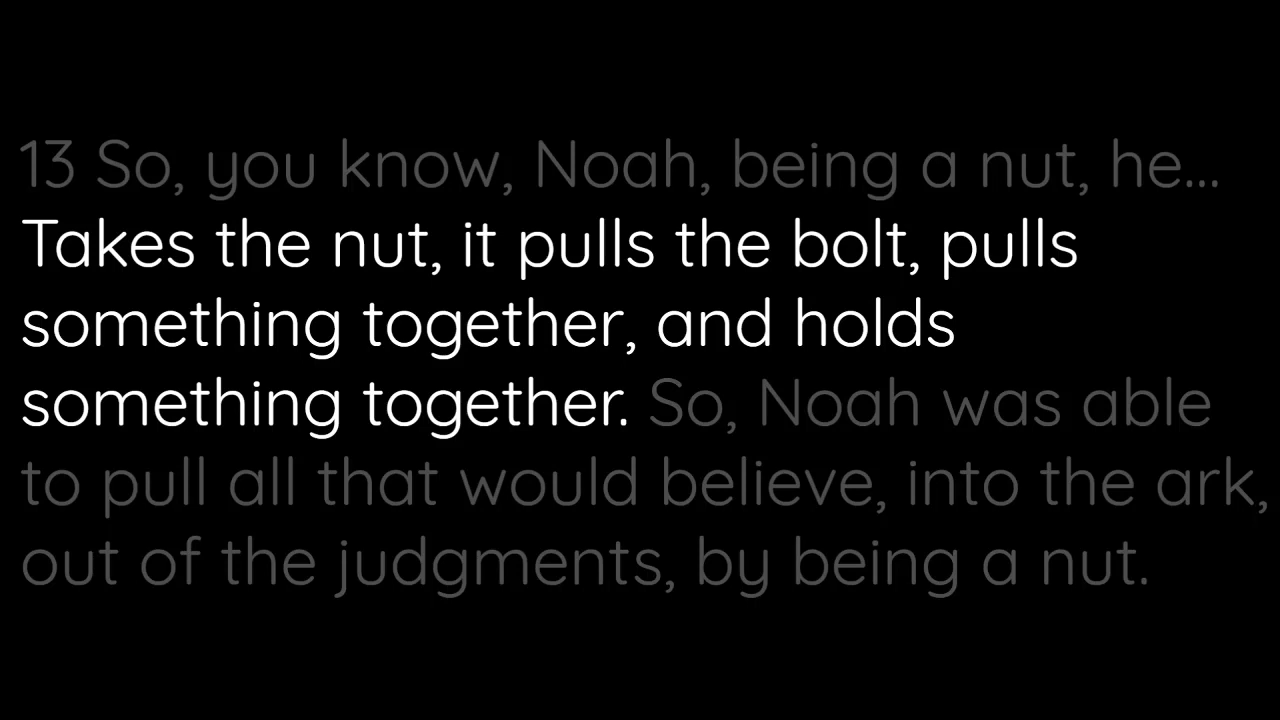 13 So, you know, Noah, being a nut, he...
Takes the nut, it pulls the bolt, pulls
something together, and holds
something together. So, Noah was able
to pull all that would believe, into the ark,
out of the judgments, by being a nut.